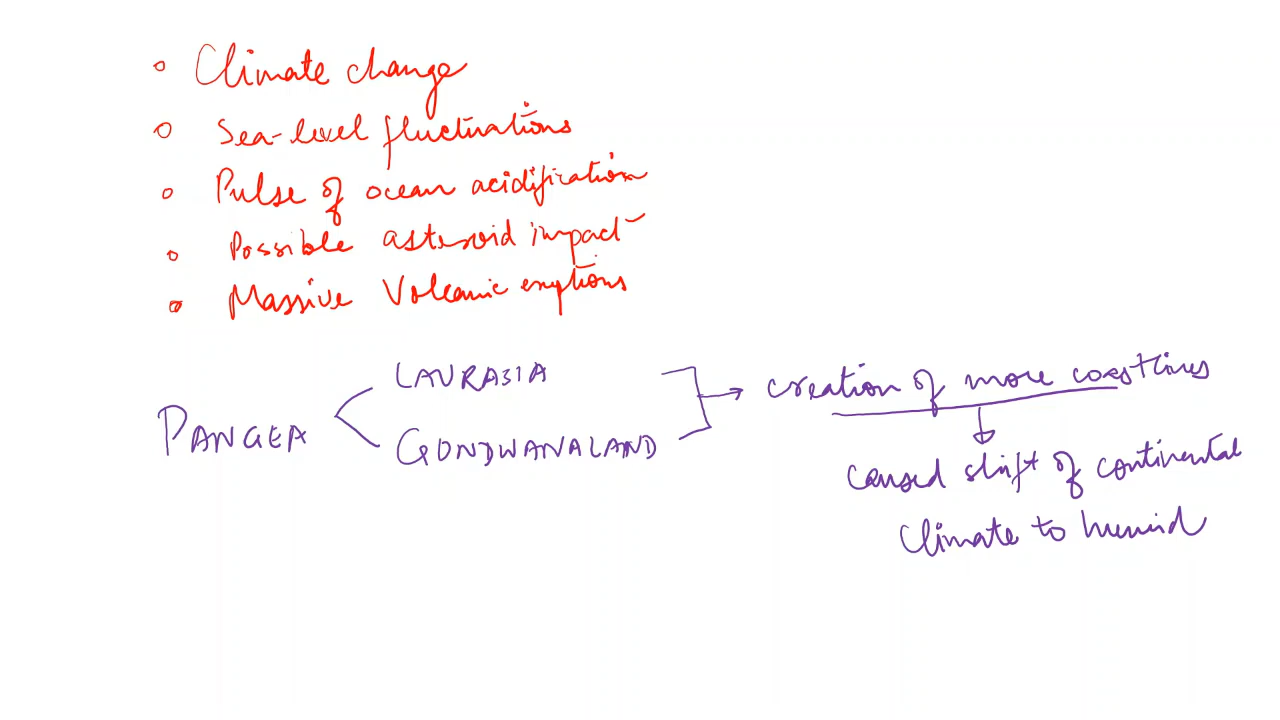 Climate change
Sea-level fluctuations
Pulse of ocean acidification
Possible asteroid impact
Massive Volcanic eruptions
PANGEA
LAURASIA
GONDWANALAND
creation of more coastlines
caused shift of continental
Climate to humid